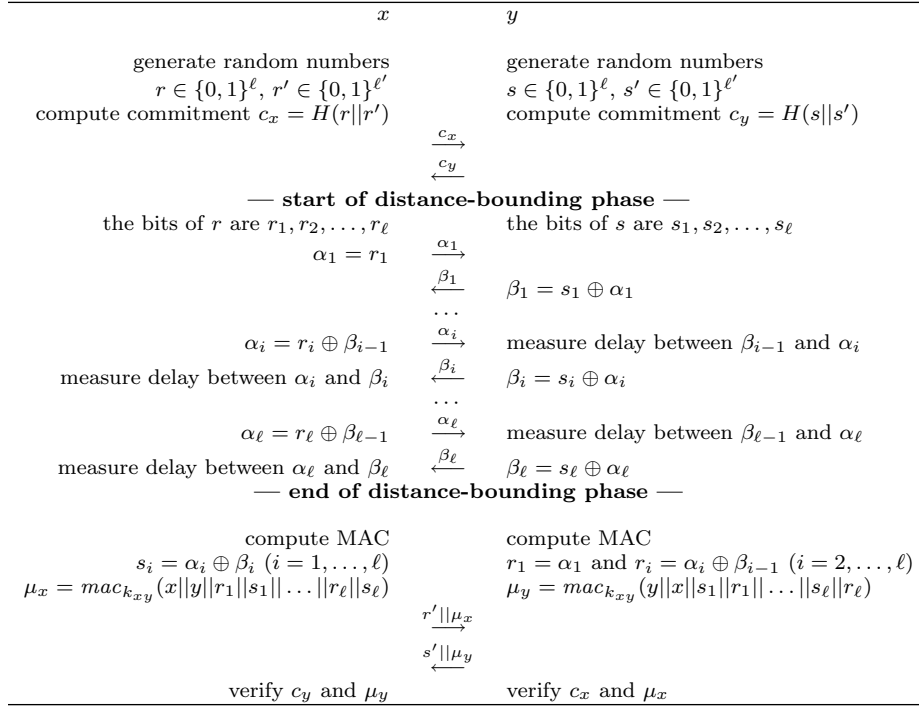 x y
generate random numbers generate random numbers
r ∈ {0, 1}^ℓ, r′ ∈ {0, 1}^ℓ′ s ∈ {0, 1}^ℓ, s′ ∈ {0, 1}^ℓ′
compute commitment c_x = H(r||r′) compute commitment c_y = H(s||s′)
c_x →
c_y ←
— start of distance-bounding phase —
the bits of r are r_1, r_2, . . . , r_ℓ the bits of s are s_1, s_2, . . . , s_ℓ
α_1 = r_1 α_1 →
β_1 ← β_1 = s_1 ⊕ α_1
. . .
α_i = r_i ⊕ β_{i−1} α_i → measure delay between β_{i−1} and α_i
measure delay between α_i and β_i β_i ← β_i = s_i ⊕ α_i
. . .
α_ℓ = r_ℓ ⊕ β_{ℓ−1} α_ℓ → measure delay between β_{ℓ−1} and α_ℓ
measure delay between α_ℓ and β_ℓ β_ℓ ← β_ℓ = s_ℓ ⊕ α_ℓ
— end of distance-bounding phase —
compute MAC compute MAC
s_i = α_i ⊕ β_i (i = 1, . . . , ℓ) r_1 = α_1 and r_i = α_i ⊕ β_{i−1} (i = 2, . . . , ℓ)
μ_x = mac_{k_{xy}}(x||y||r_1||s_1|| . . . ||r_ℓ||s_ℓ) μ_y = mac_{k_{xy}}(y||x||s_1||r_1|| . . . ||s_ℓ||r_ℓ)
r′||μ_x →
s′||μ_y ←
verify c_y and μ_y verify c_x and μ_x